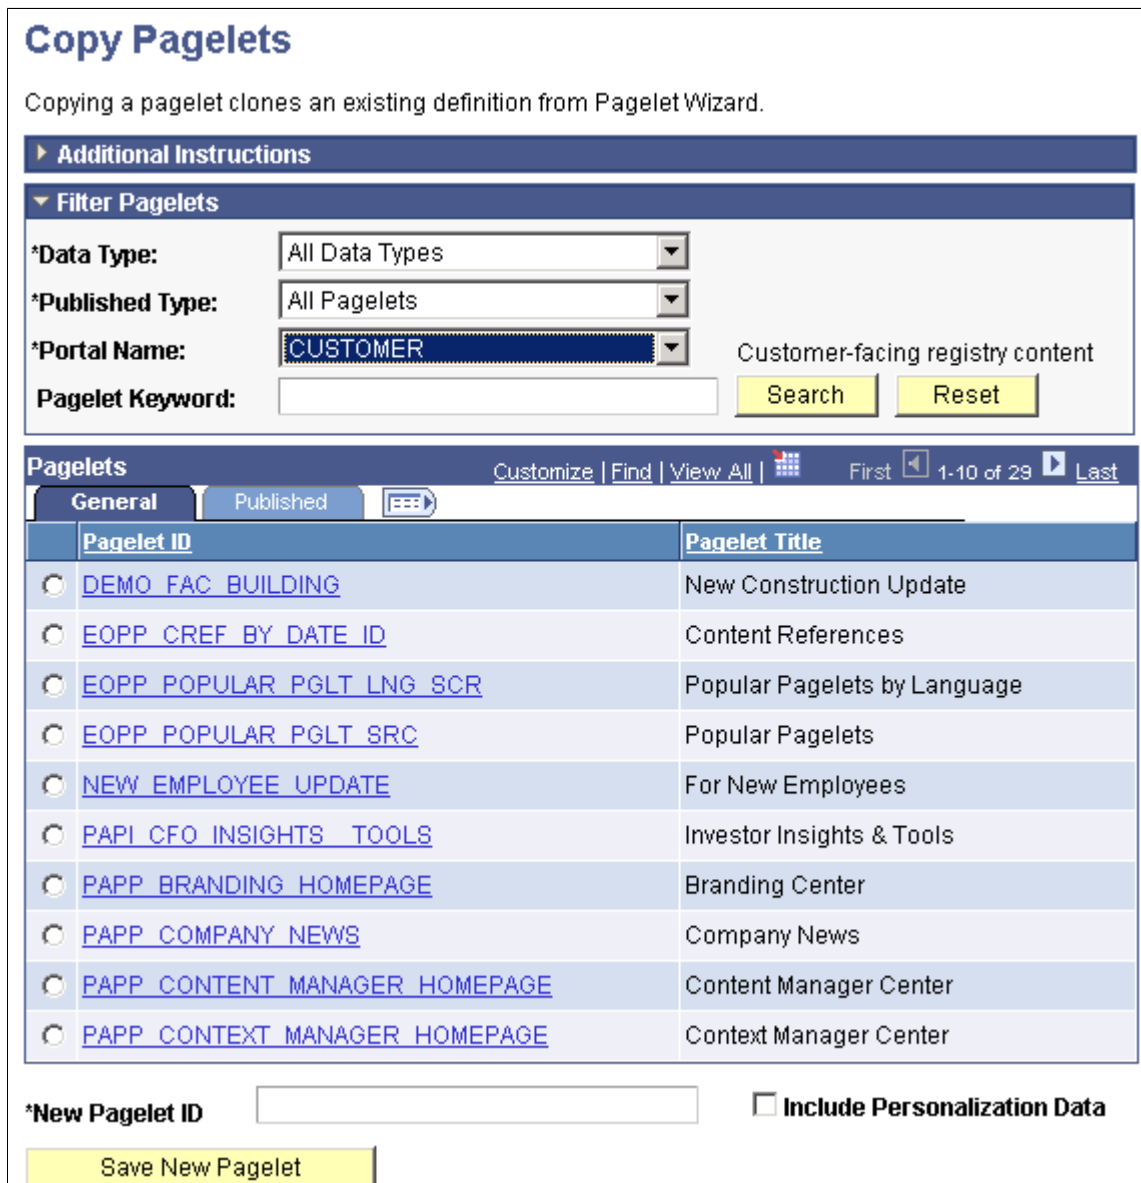 Copy Pagelets
Copying a pagelet clones an existing definition from Pagelet Wizard.
Additional Instructions
Filter Pagelets
*Data Type: All Data Types
*Published Type: All Pagelets
*Portal Name: CUSTOMER Customer-facing registry content
Pagelet Keyword: Search Reset
Pagelets Customize | Find | View All | First 1-10 of 29 Last
General Published
Pagelet ID Pagelet Title
DEMO_FAC_BUILDING New Construction Update
EOPP_CREF_BY_DATE_ID Content References
EOPP_POPULAR_PGLT_LNG_SCR Popular Pagelets by Language
EOPP_POPULAR_PGLT_SRC Popular Pagelets
NEW_EMPLOYEE_UPDATE For New Employees
PAPI_CFO_INSIGHTS__TOOLS Investor Insights & Tools
PAPP_BRANDING_HOMEPAGE Branding Center
PAPP_COMPANY_NEWS Company News
PAPP_CONTENT_MANAGER_HOMEPAGE Content Manager Center
PAPP_CONTEXT_MANAGER_HOMEPAGE Context Manager Center
*New Pagelet ID Include Personalization Data
Save New Pagelet